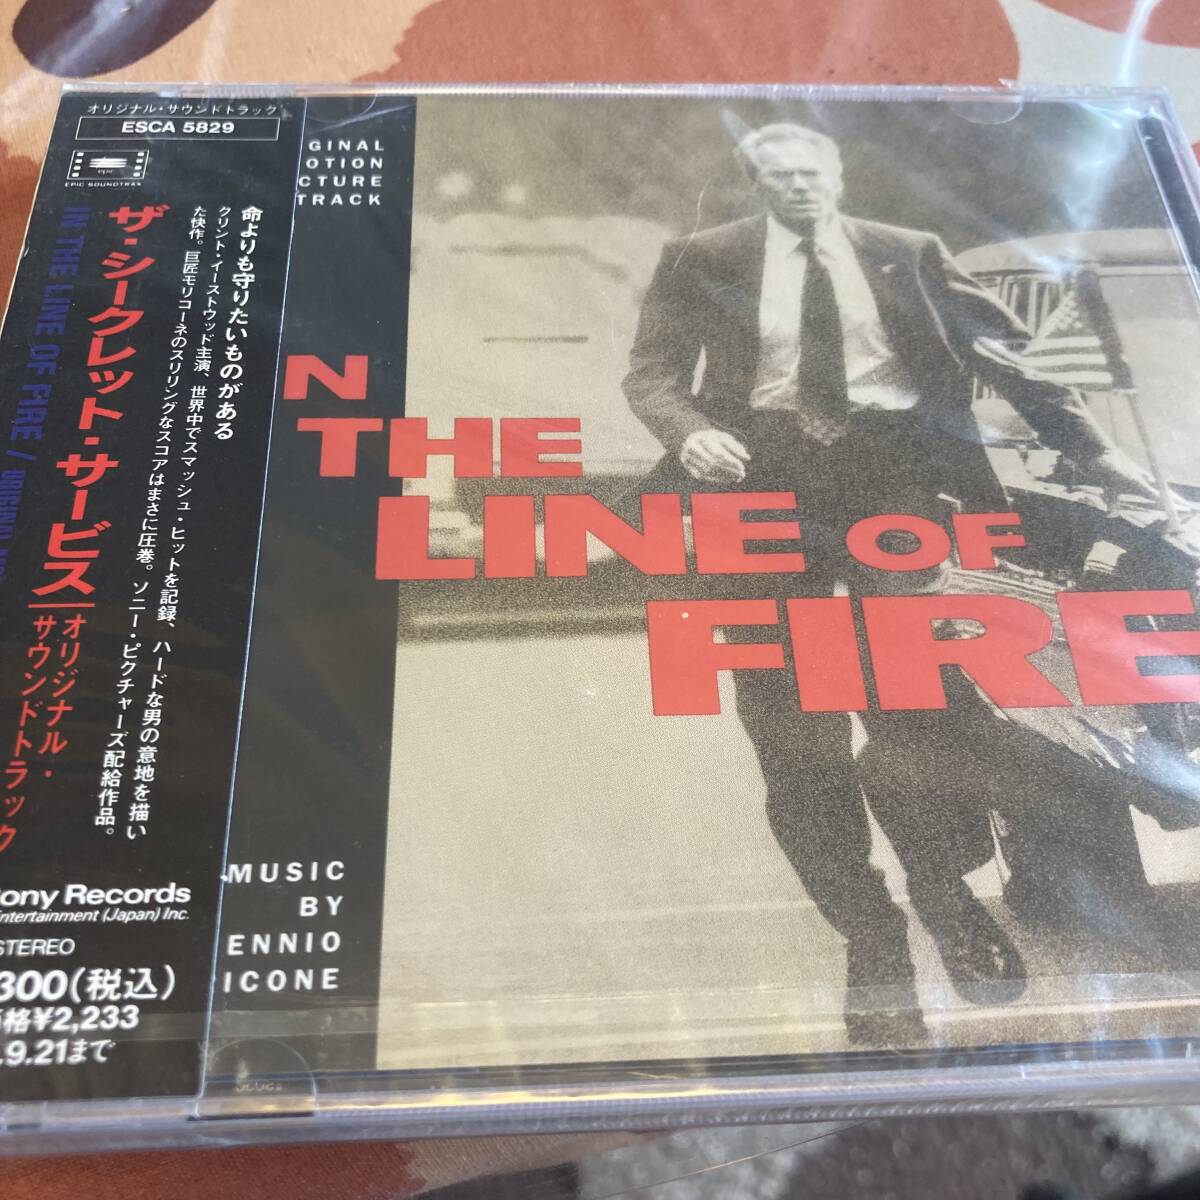 オリジナル・サウンドトラック
ESCA 5829
epic
EPIC SOUNDTRAX
命よりも守りたいものがある
クリント・イーストウッド主演、世界中でスマッシュ・ヒットを記録、ハードな男の意地を描い
た快作。巨匠モリコーネのスリリングなスコアはまさに圧巻。ソニー・ピクチャーズ配給作品。
ザ・シークレット・サービス
オリジナル・
サウンドトラック
IN THE LINE OF FIRE / ORIGINAL
ony Records
ntertainment (Japan) Inc.
STEREO
300(税込)
格¥2,233
.9.21まで
GINAL
OTION
CTURE
TRACK
N
THE
LINE OF
FIRE
MUSIC
BY
ENNIO
ICONE